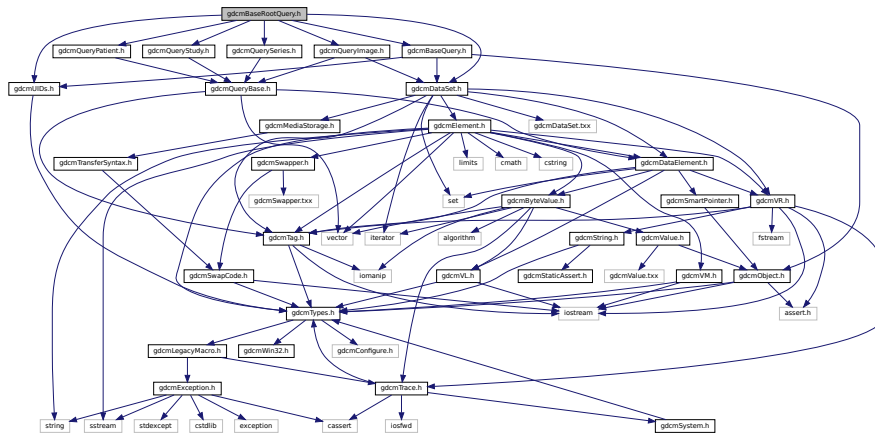 gdcmBaseRootQuery.h
gdcmQueryPatient.h gdcmQueryStudy.h gdcmQuerySeries.h gdcmQueryImage.h gdcmBaseQuery.h
gdcmUIDs.h gdcmQueryBase.h gdcmDataSet.h
gdcmMediaStorage.h gdcmElement.h gdcmDataSet.txx
gdcmTransferSyntax.h gdcmSwapper.h limits cmath cstring gdcmDataElement.h
gdcmSwapper.txx set gdcmByteValue.h gdcmSmartPointer.h gdcmVR.h
gdcmTag.h vector iterator algorithm gdcmString.h gdcmValue.h fstream
gdcmSwapCode.h iomanip gdcmVL.h gdcmStaticAssert.h gdcmValue.txx gdcmVM.h gdcmObject.h
gdcmTypes.h iostream assert.h
gdcmLegacyMacro.h gdcmWin32.h gdcmConfigure.h
gdcmException.h gdcmTrace.h
string sstream stdexcept cstdlib exception cassert iosfwd gdcmSystem.h